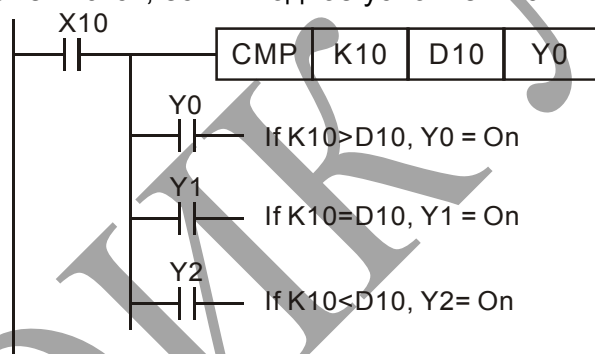 X10
CMP K10 D10 Y0
Y0
If K10>D10, Y0 = On
Y1
If K10=D10, Y1 = On
Y2
If K10<D10, Y2= On